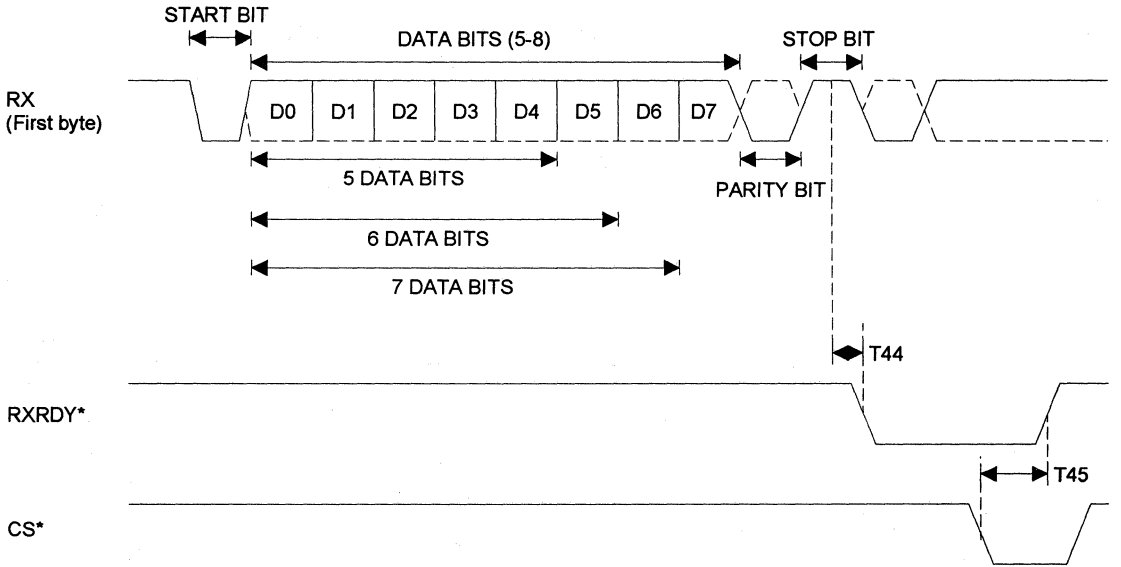 START BIT
DATA BITS (5-8)
STOP BIT
RX
(First byte)
D0 D1 D2 D3 D4 D5 D6 D7
5 DATA BITS
PARITY BIT
6 DATA BITS
7 DATA BITS
T44
RXRDY*
T45
CS*